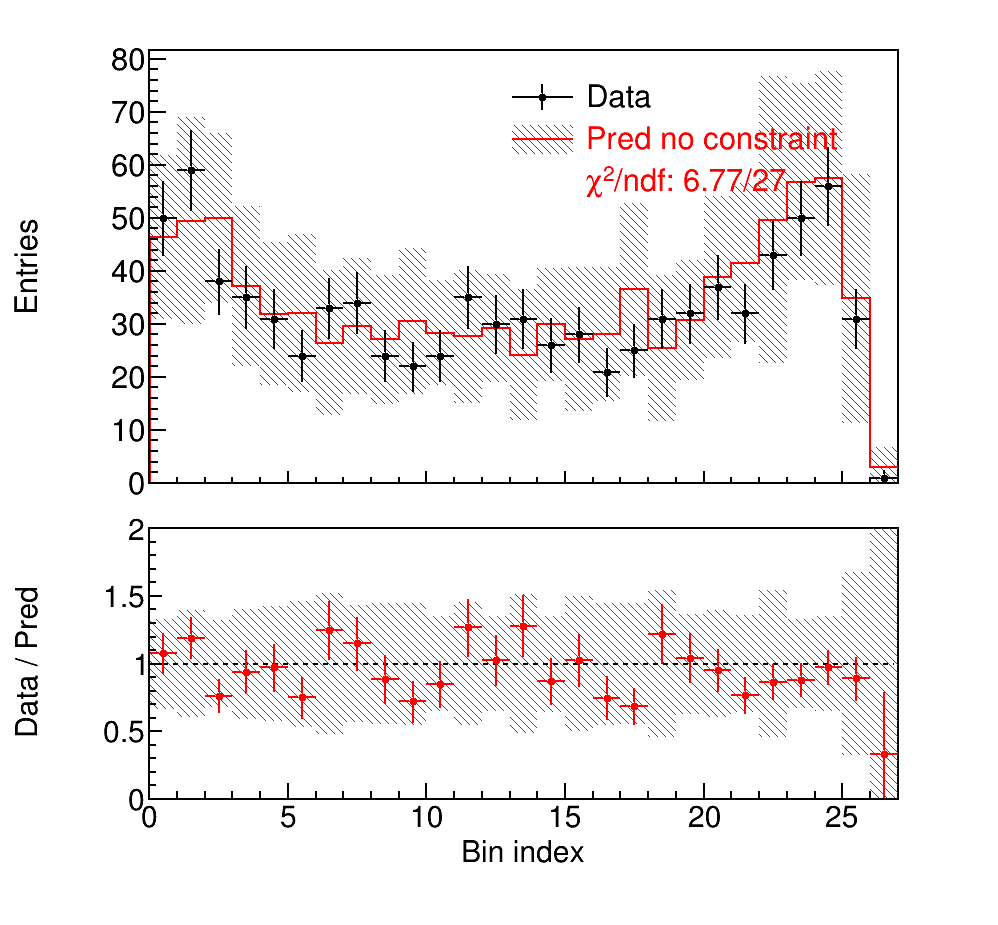 80
70
60
50
40
30
20
10
0
Entries
Data
Pred no constraint
χ²/ndf: 6.77/27
2
1.5
1
0.5
0
Data / Pred
0 5 10 15 20 25
Bin index